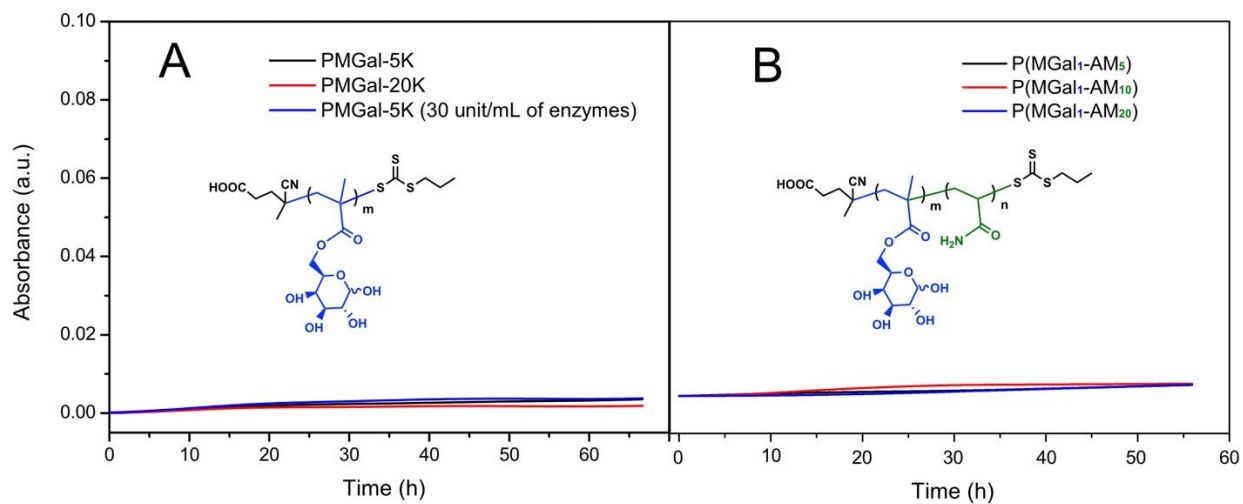 A
PMGal-5K
PMGal-20K
PMGal-5K (30 unit/mL of enzymes)
HOOC
CN
(
)
m
S
S
S
O
O
O
OH
OH
OH
OH
Absorbance (a.u.)
0.10
0.08
0.06
0.04
0.02
0.00
0 10 20 30 40 50 60
Time (h)
B
P(MGal1-AM5)
P(MGal1-AM10)
P(MGal1-AM20)
HOOC
CN
(
)
m
(
)
n
S
S
S
O
O
H2N
O
O
OH
OH
OH
OH
0 10 20 30 40 50 60
Time (h)